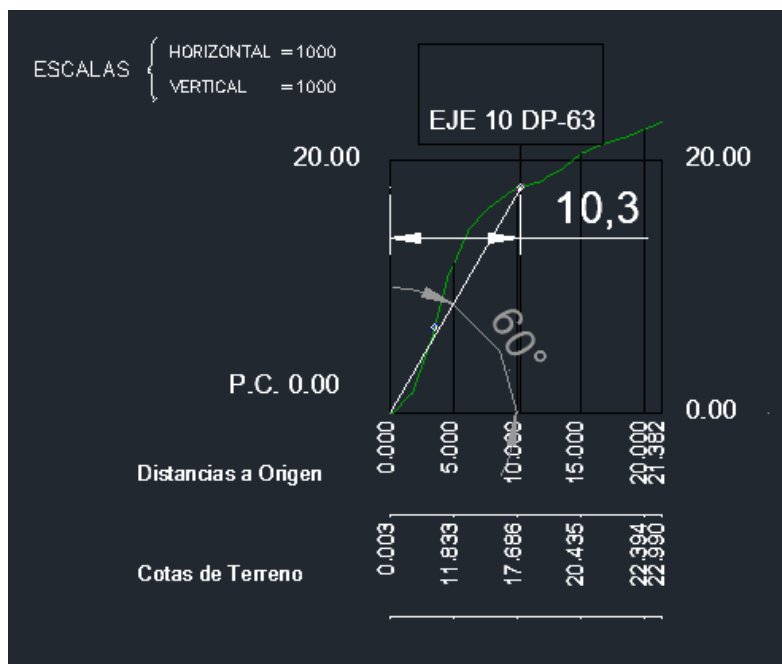 ESCALAS
HORIZONTAL =1000
VERTICAL =1000
EJE 10 DP-63
20.00
20.00
10,3
60°
P.C. 0.00
0.00
Distancias a Origen
0.000
5.000
10.000
15.000
20.000
21.382
Cotas de Terreno
0.003
11.833
17.686
20.435
22.394
22.990